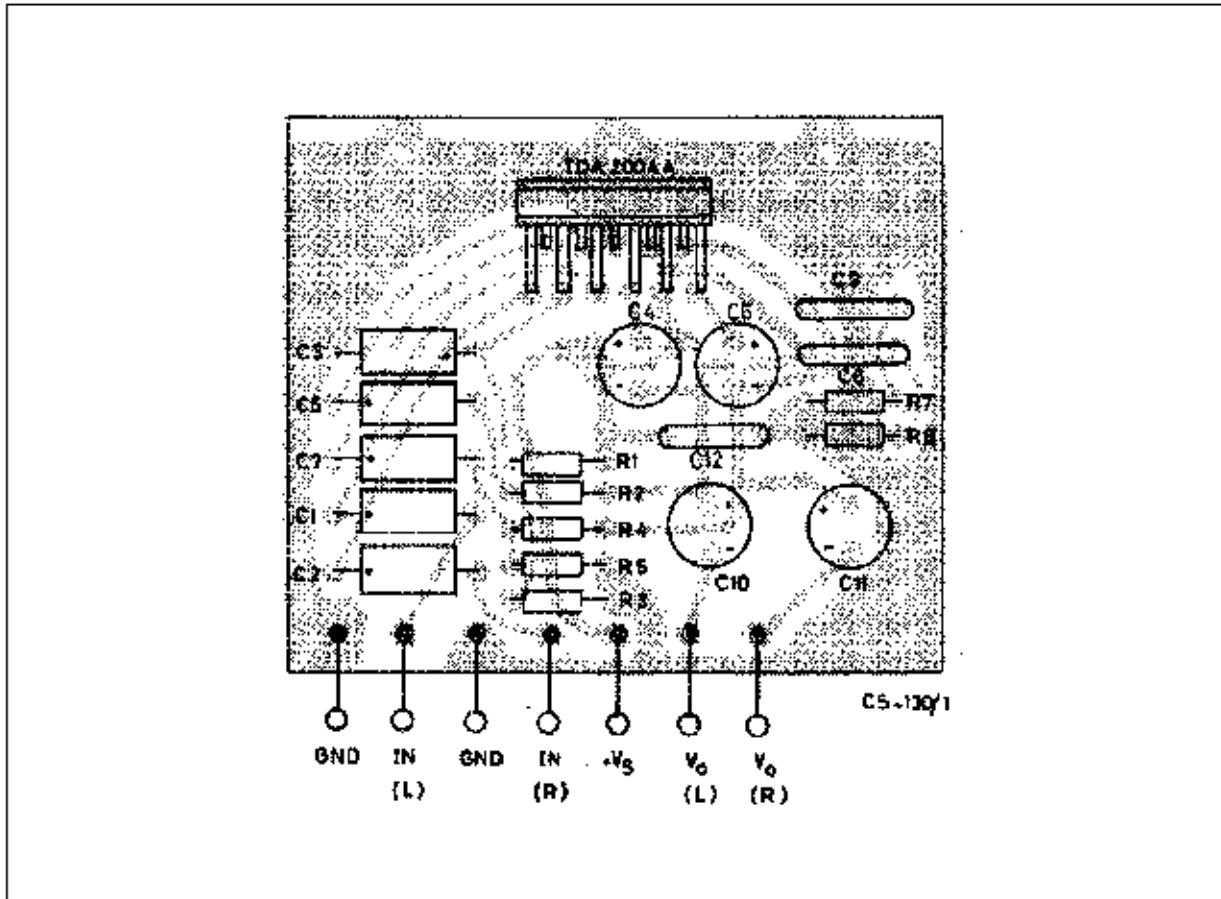 TDA 2004A
C9
C4
C5
C3
C8
C6
R7
R8
C7
R1
C12
R2
C1
R4
R5
C2
C10
C11
R3
CS-130/1
GND IN GND IN +VS VO VO
(L) (R) (L) (R)